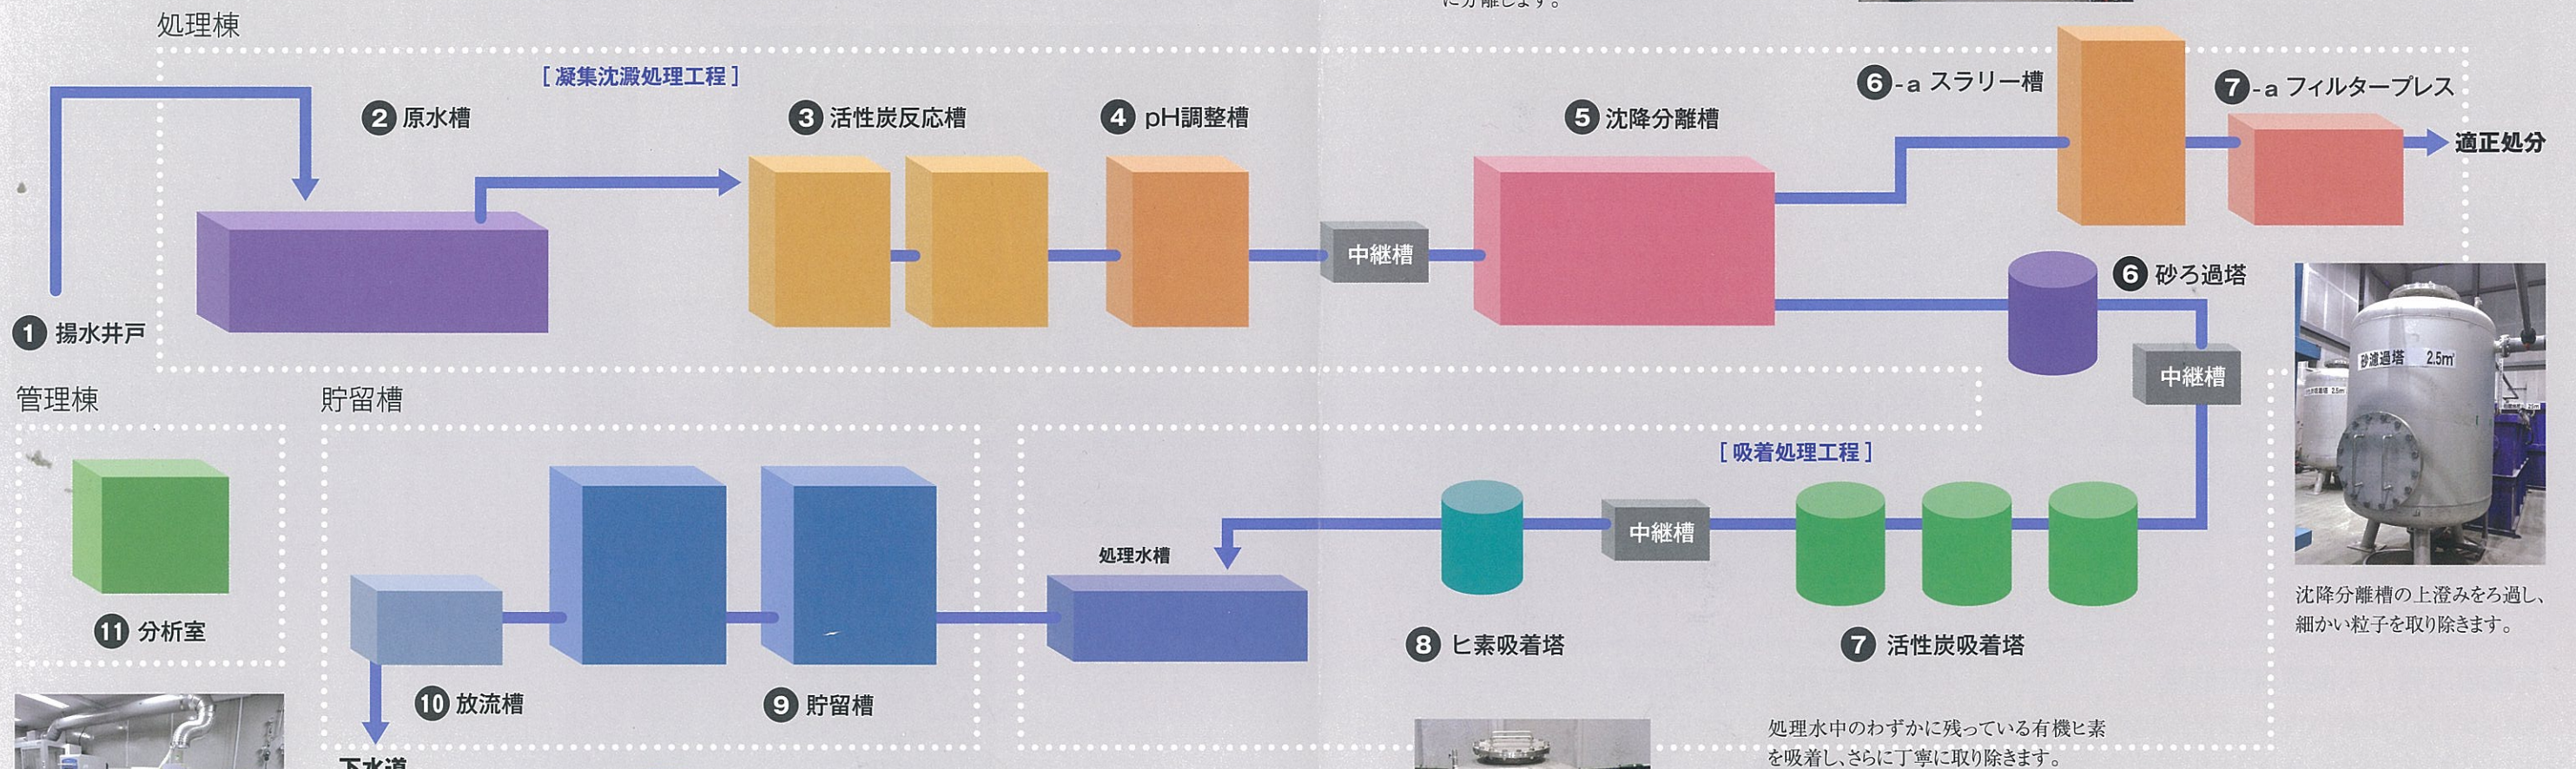 に分離します。
処理棟
[ 凝集沈澱処理工程 ]
❷ 原水槽
❸ 活性炭反応槽
❹ pH調整槽
❺ 沈降分離槽
❻-a スラリー槽
❼-a フィルタープレス
適正処分
中継槽
❻ 砂ろ過塔
❶ 揚水井戸
砂濾過塔 2.5㎥
中継槽
管理棟
貯留槽
[ 吸着処理工程 ]
中継槽
処理水槽
沈降分離槽の上澄みをろ過し、
細かい粒子を取り除きます。
⓫ 分析室
❽ ヒ素吸着塔
❼ 活性炭吸着塔
❿ 放流槽
❾ 貯留槽
処理水中のわずかに残っている有機ヒ素
を吸着し、さらに丁寧に取り除きます。
下水道